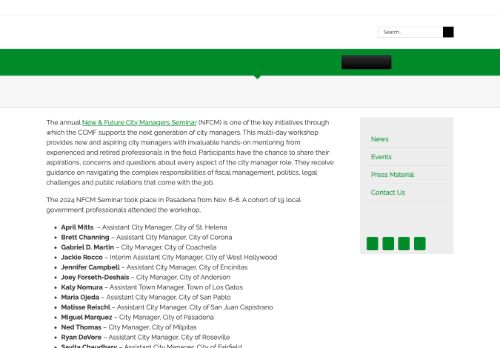 Search...
The annual New & Future City Managers Seminar (NFCM) is one of the key initiatives through
which the CCMF supports the next generation of city managers. This multi-day workshop
provides new and aspiring city managers with invaluable hands-on mentoring from
experienced and retired professionals in the field. Participants have the chance to share their
aspirations, concerns and questions about every aspect of the city manager role. They receive
guidance on navigating the complex responsibilities of fiscal management, politics, legal
challenges and public relations that come with the job.
The 2024 NFCM Seminar took place in Pasadena from Nov. 6-8. A cohort of 19 local
government professionals attended the workshop.
April Mitts – Assistant City Manager, City of St. Helena
Brett Channing – Assistant City Manager, City of Corona
Gabriel D. Martin – City Manager, City of Coachella
Jackie Rocco – Interim Assistant City Manager, City of West Hollywood
Jennifer Campbell – Assistant City Manager, City of Encinitas
Joey Forseth-Deshais – City Manager, City of Anderson
Katy Nomura – Assistant Town Manager, Town of Los Gatos
Maria Ojeda – Assistant City Manager, City of San Pablo
Matisse Reischl – Assistant City Manager, City of San Juan Capistrano
Miguel Marquez – City Manager, City of Pasadena
Ned Thomas – City Manager, City of Milpitas
Ryan DeVore – Assistant City Manager, City of Roseville
Savita Chaudhary – Assistant City Manager, City of Fairfield
News
Events
Press Material
Contact Us